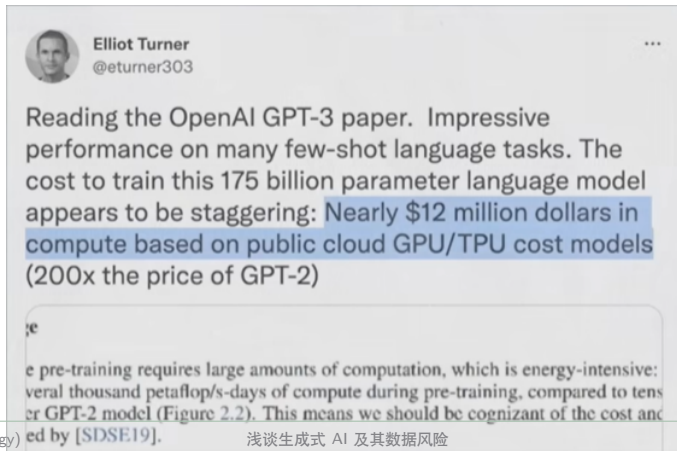 Elliot Turner
@eturner303
Reading the OpenAI GPT-3 paper. Impressive
performance on many few-shot language tasks. The
cost to train this 175 billion parameter language model
appears to be staggering: Nearly $12 million dollars in
compute based on public cloud GPU/TPU cost models
(200x the price of GPT-2)
e pre-training requires large amounts of computation, which is energy-intensive:
veral thousand petaflop/s-days of compute during pre-training, compared to tens
er GPT-2 model (Figure 2.2). This means we should be cognizant of the cost and
ed by [SDSE19].
gy) 浅谈生成式 AI 及其数据风险